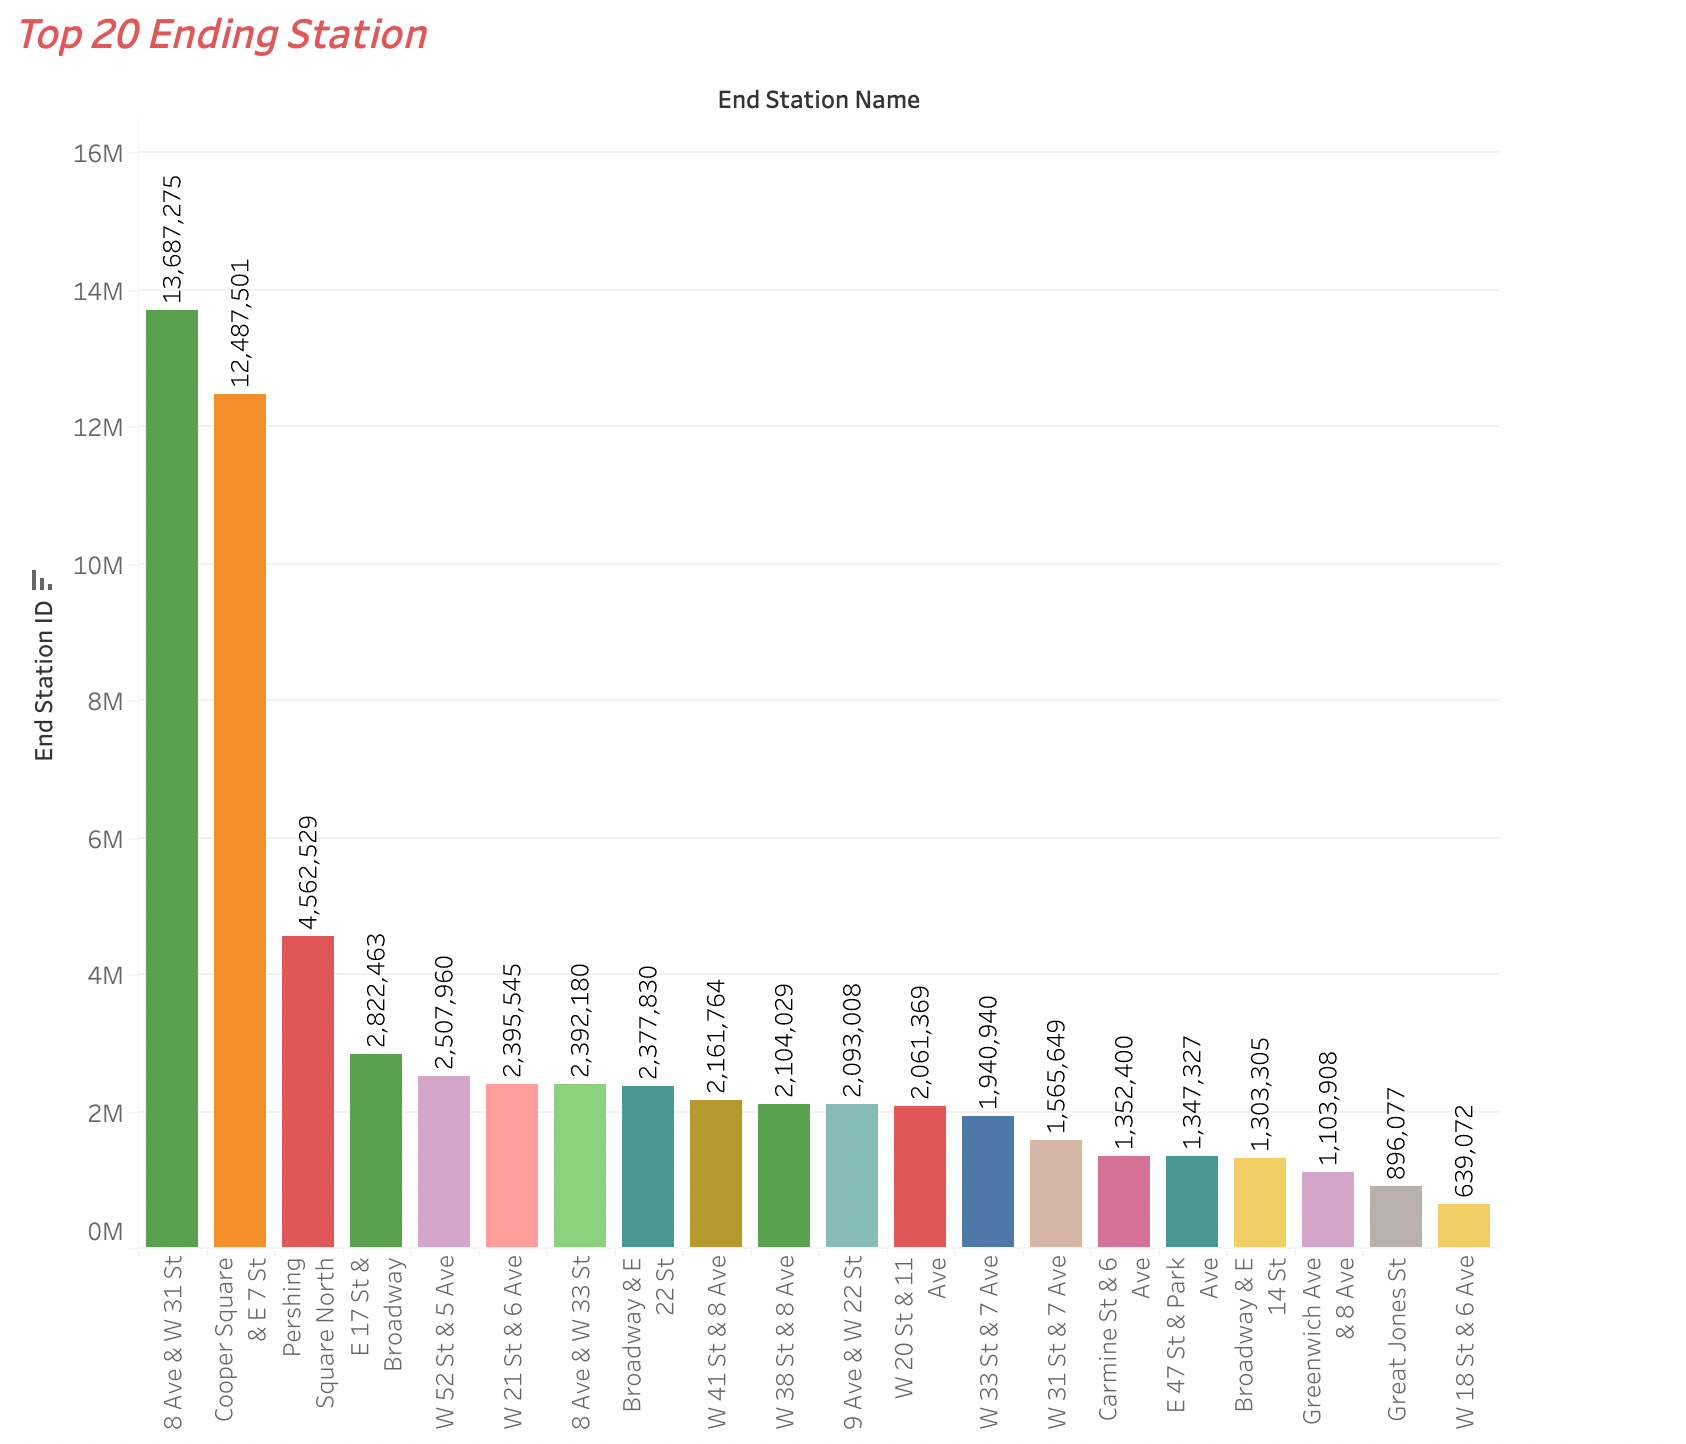 Top 20 Ending Station
End Station Name
End Station ID
16M
14M
12M
10M
8M
6M
4M
2M
0M
13,687,275
12,487,501
4,562,529
2,822,463
2,507,960
2,395,545
2,392,180
2,377,830
2,161,764
2,104,029
2,093,008
2,061,369
1,940,940
1,565,649
1,352,400
1,347,327
1,303,305
1,103,908
896,077
639,072
8 Ave & W 31 St
Cooper Square
& E 7 St
Pershing
Square North
E 17 St &
Broadway
W 52 St & 5 Ave
W 21 St & 6 Ave
8 Ave & W 33 St
Broadway & E
22 St
W 41 St & 8 Ave
W 38 St & 8 Ave
9 Ave & W 22 St
W 20 St & 11
Ave
W 33 St & 7 Ave
W 31 St & 7 Ave
Carmine St & 6
Ave
E 47 St & Park
Ave
Broadway & E
14 St
Greenwich Ave
& 8 Ave
Great Jones St
W 18 St & 6 Ave